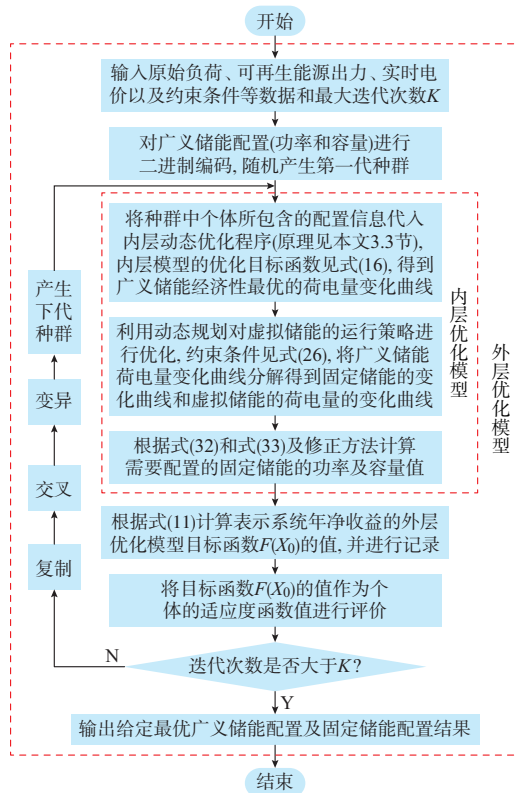 开始
输入原始负荷、可再生能源出力、实时电
价以及约束条件等数据和最大迭代次数K
对广义储能配置(功率和容量)进行
二进制编码, 随机产生第一代种群
将种群中个体所包含的配置信息代入
内层动态优化程序(原理见本文3.3节),
内层模型的优化目标函数见式(16), 得到
广义储能经济性最优的荷电量变化曲线
利用动态规划对虚拟储能的运行策略进
行优化, 约束条件见式(26), 将广义储能
荷电量变化曲线分解得到固定储能的变
化曲线和虚拟储能的荷电量的变化曲线
根据式(32)和式(33)及修正方法计算
需要配置的固定储能的功率及容量值
内层优化模型
外层优化模型
根据式(11)计算表示系统年净收益的外层
优化模型目标函数F(X0)的值, 并进行记录
将目标函数F(X0)的值作为个
体的适应度函数值进行评价
迭代次数是否大于K?
N
Y
复制
交叉
变异
产生
下代
种群
输出给定最优广义储能配置及固定储能配置结果
结束